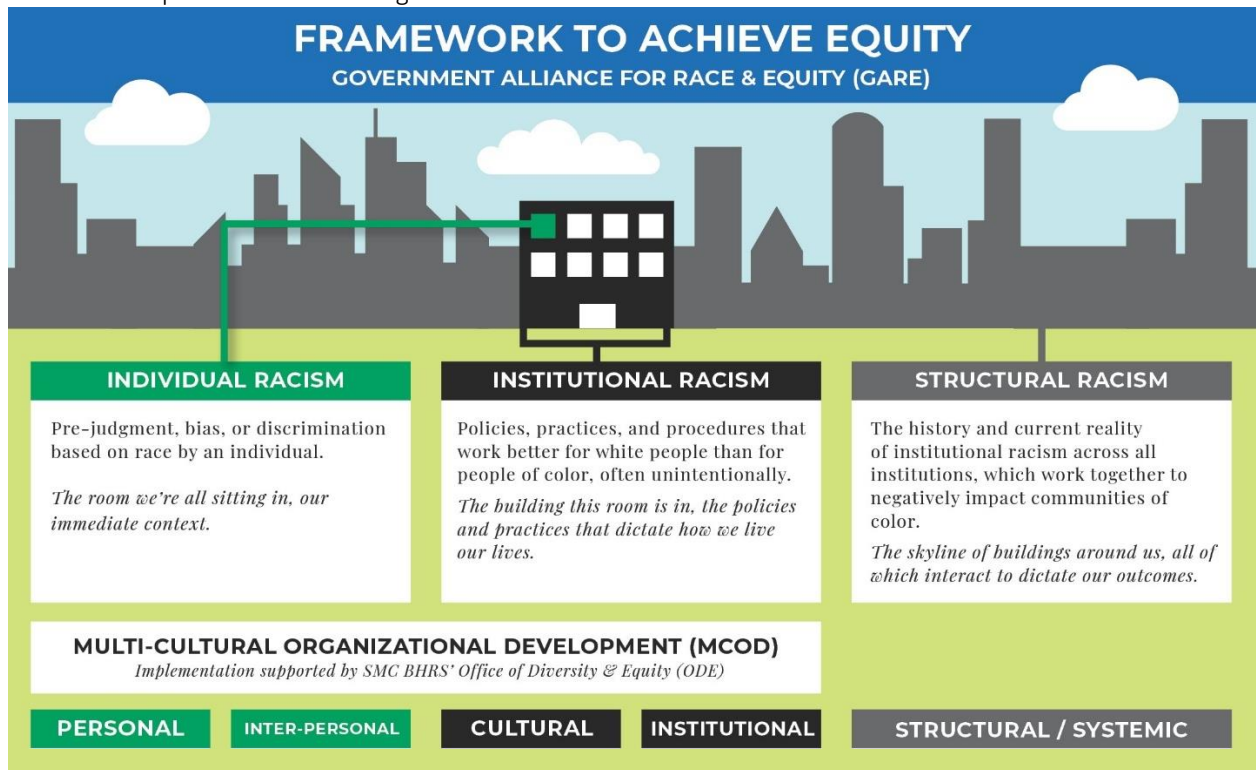 FRAMEWORK TO ACHIEVE EQUITY
GOVERNMENT ALLIANCE FOR RACE & EQUITY (GARE)
INDIVIDUAL RACISM
Pre-judgment, bias, or discrimination
based on race by an individual.
The room we're all sitting in, our
immediate context.
INSTITUTIONAL RACISM
Policies, practices, and procedures that
work better for white people than for
people of color, often unintentionally.
The building this room is in, the policies
and practices that dictate how we live
our lives.
STRUCTURAL RACISM
The history and current reality
of institutional racism across all
institutions, which work together to
negatively impact communities of
color.
The skyline of buildings around us, all of
which interact to dictate our outcomes.
MULTI-CULTURAL ORGANIZATIONAL DEVELOPMENT (MCOD)
Implementation supported by SMC BHRS' Office of Diversity & Equity (ODE)
PERSONAL
INTER-PERSONAL
CULTURAL
INSTITUTIONAL
STRUCTURAL / SYSTEMIC